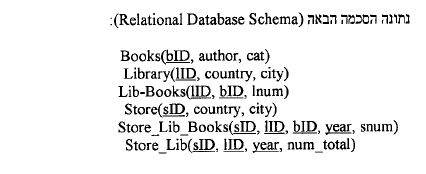 נתונה הסכמה הבאה (Relational Database Schema):
Books(bID, author, cat)
Library(lID, country, city)
Lib-Books(lID, bID, lnum)
Store(sID, country, city)
Store_Lib_Books(sID, lID, bID, year, snum)
Store_Lib(sID, lID, year, num_total)